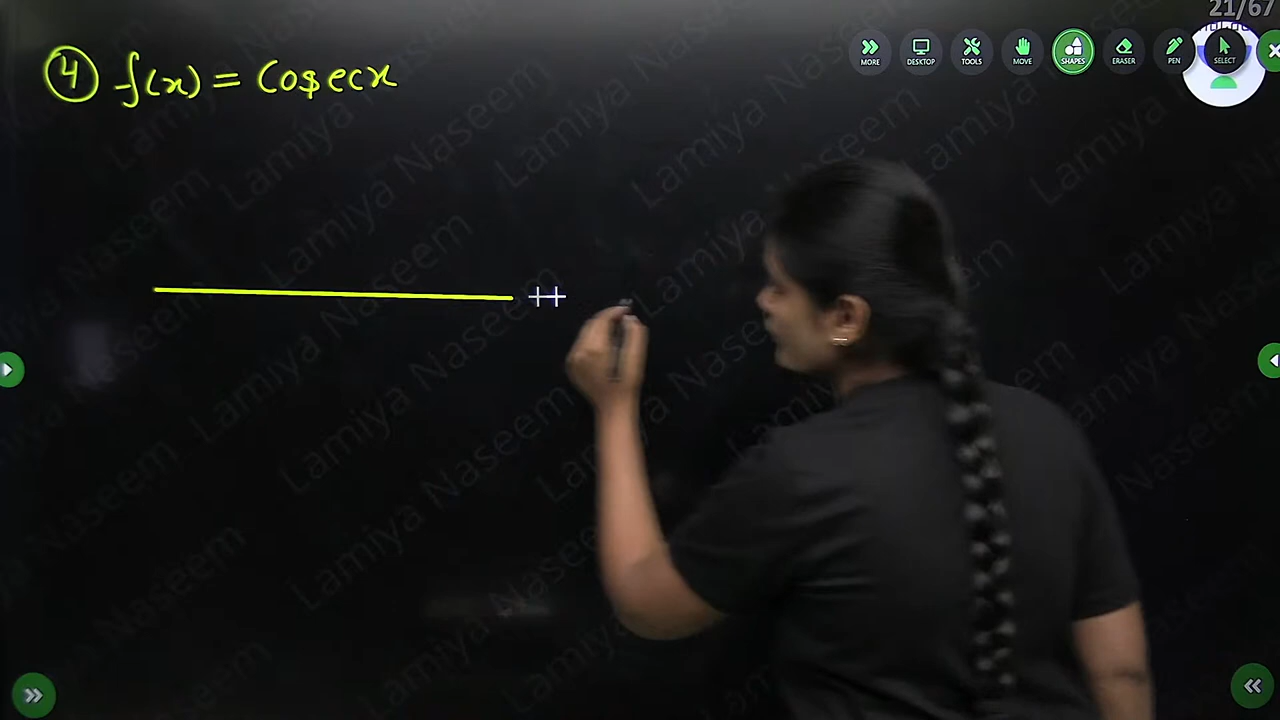 21/67
④ f(x) = Cosecx
MORE DESKTOP TOOLS MOVE SHAPES ERASER PEN SELECT
Lamiya Naseem